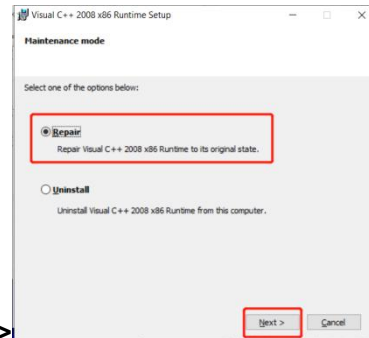 Visual C++ 2008 x86 Runtime Setup
Maintenance mode
Select one of the options below:
Repair
Repair Visual C++ 2008 x86 Runtime to its original state.
Uninstall
Uninstall Visual C++ 2008 x86 Runtime from this computer.
>
Next > Cancel